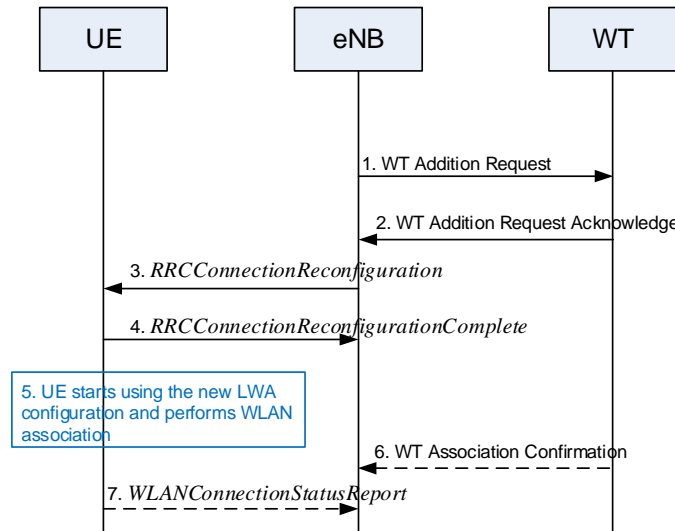 UE
eNB
WT
1. WT Addition Request
2. WT Addition Request Acknowledge
3. RRCConnectionReconfiguration
4. RRCConnectionReconfigurationComplete
5. UE starts using the new LWA
configuration and performs WLAN
association
6. WT Association Confirmation
7. WLANConnectionStatusReport